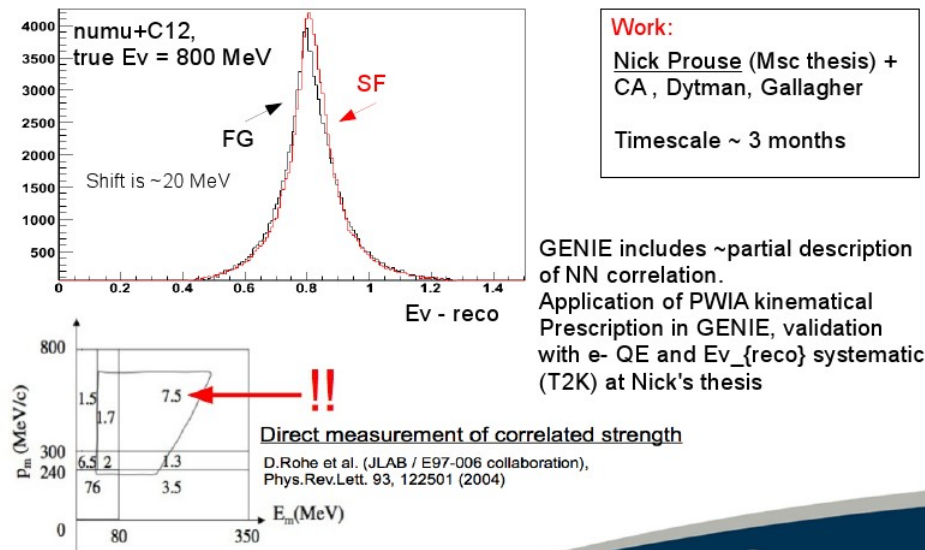 4000
3500
3000
2500
2000
1500
1000
500
0
0.2
0.4
0.6
0.8
1
1.2
1.4
numu+C12,
true Ev = 800 MeV
SF
FG
Shift is ~20 MeV
Ev - reco
Work:
Nick Prouse (Msc thesis) +
CA , Dytman, Gallagher
Timescale ~ 3 months
GENIE includes ~partial description
of NN correlation.
Application of PWIA kinematical
Prescription in GENIE, validation
with e- QE and Ev_{reco} systematic
(T2K) at Nick's thesis
800
300
240
0
80
350
p_m (MeV/c)
E_m(MeV)
1.5
1.7
7.5
6.5
2
1.3
76
3.5
!!
Direct measurement of correlated strength
D.Rohe et al. (JLAB / E97-006 collaboration),
Phys.Rev.Lett. 93, 122501 (2004)